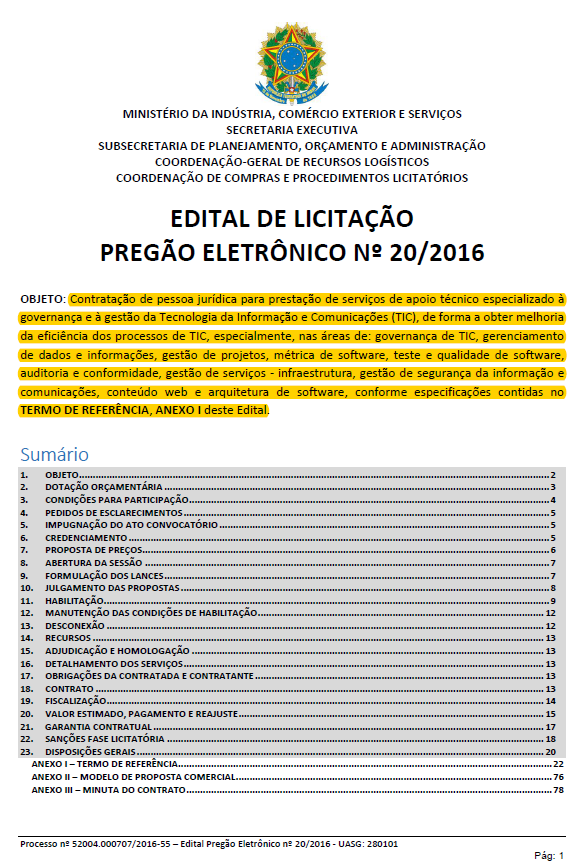 MINISTÉRIO DA INDÚSTRIA, COMÉRCIO EXTERIOR E SERVIÇOS
SECRETARIA EXECUTIVA
SUBSECRETARIA DE PLANEJAMENTO, ORÇAMENTO E ADMINISTRAÇÃO
COORDENAÇÃO-GERAL DE RECURSOS LOGÍSTICOS
COORDENAÇÃO DE COMPRAS E PROCEDIMENTOS LICITATÓRIOS
EDITAL DE LICITAÇÃO
PREGÃO ELETRÔNICO Nº 20/2016
OBJETO: Contratação de pessoa jurídica para prestação de serviços de apoio técnico especializado à
governança e à gestão da Tecnologia da Informação e Comunicações (TIC), de forma a obter melhoria
da eficiência dos processos de TIC, especialmente, nas áreas de: governança de TIC, gerenciamento
de dados e informações, gestão de projetos, métrica de software, teste e qualidade de software,
auditoria e conformidade, gestão de serviços - infraestrutura, gestão de segurança da informação e
comunicações, conteúdo web e arquitetura de software, conforme especificações contidas no
TERMO DE REFERÊNCIA, ANEXO I deste Edital.
Sumário
1. OBJETO 2
2. DOTAÇÃO ORÇAMENTÁRIA 3
3. CONDIÇÕES PARA PARTICIPAÇÃO 4
4. PEDIDOS DE ESCLARECIMENTOS 5
5. IMPUGNAÇÃO DO ATO CONVOCATÓRIO 5
6. CREDENCIAMENTO 5
7. PROPOSTA DE PREÇOS 6
8. ABERTURA DA SESSÃO 7
9. FORMULAÇÃO DOS LANCES 7
10. JULGAMENTO DAS PROPOSTAS 8
11. HABILITAÇÃO 9
12. MANUTENÇÃO DAS CONDIÇÕES DE HABILITAÇÃO 12
13. DESCONEXÃO 12
14. RECURSOS 13
15. ADJUDICAÇÃO E HOMOLOGAÇÃO 13
16. DETALHAMENTO DOS SERVIÇOS 13
17. OBRIGAÇÕES DA CONTRATADA E CONTRATANTE 13
18. CONTRATO 13
19. FISCALIZAÇÃO 14
20. VALOR ESTIMADO, PAGAMENTO E REAJUSTE 15
21. GARANTIA CONTRATUAL 17
22. SANÇÕES FASE LICITATÓRIA 18
23. DISPOSIÇÕES GERAIS 20
ANEXO I – TERMO DE REFERÊNCIA 22
ANEXO II – MODELO DE PROPOSTA COMERCIAL 76
ANEXO III – MINUTA DO CONTRATO 78
Processo nº 52004.000707/2016-55 – Edital Pregão Eletrônico nº 20/2016 - UASG: 280101
Pág: 1